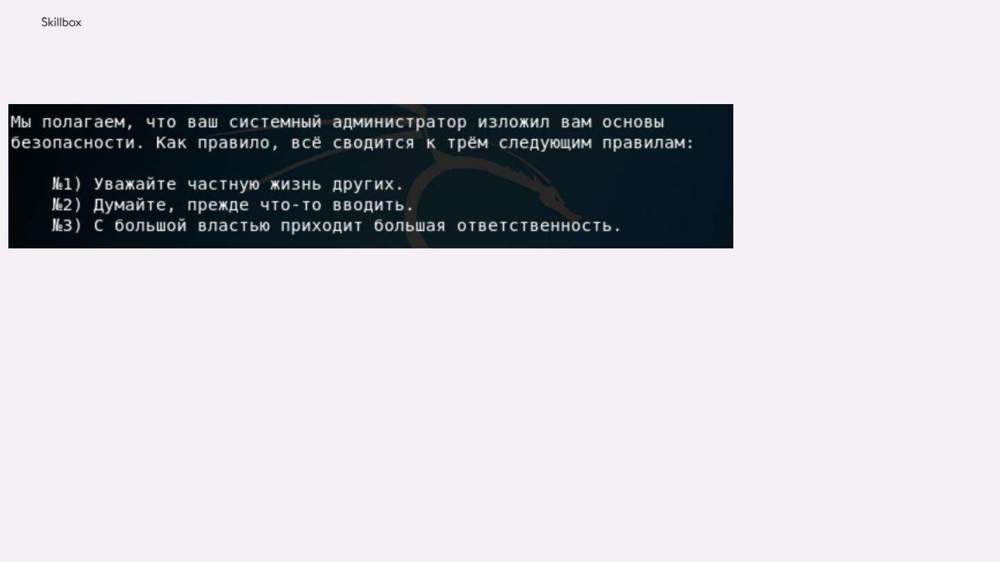 Skillbox
Мы полагаем, что ваш системный администратор изложил вам основы
безопасности. Как правило, всё сводится к трём следующим правилам:
№1) Уважайте частную жизнь других.
№2) Думайте, прежде что-то вводить.
№3) С большой властью приходит большая ответственность.